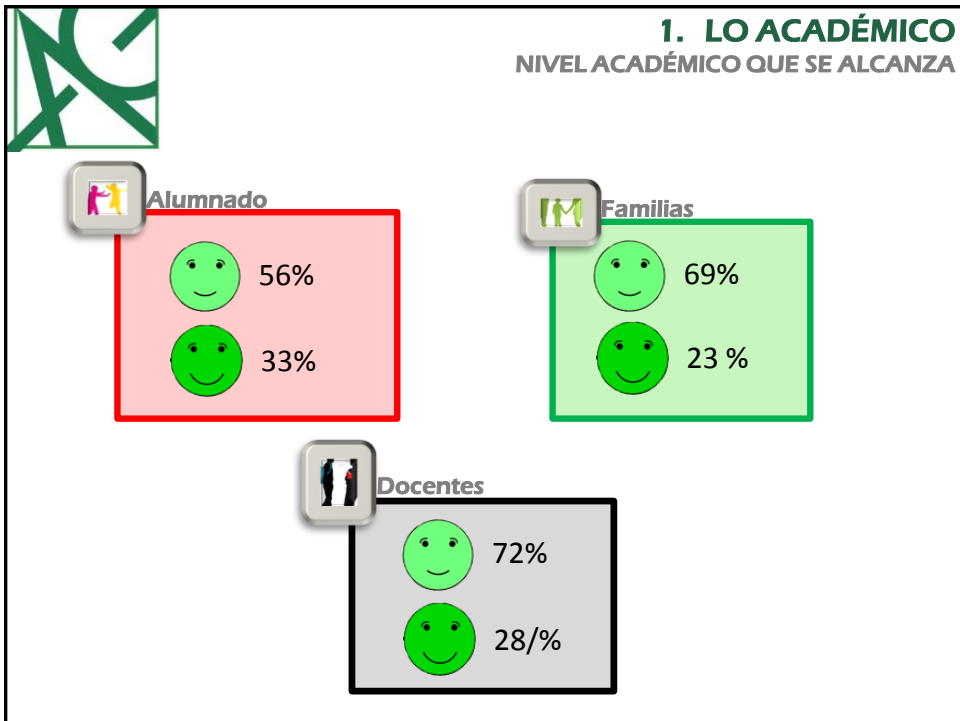 1. LO ACADÉMICO
NIVEL ACADÉMICO QUE SE ALCANZA
Alumnado
56%
33%
Familias
69%
23 %
Docentes
72%
28/%